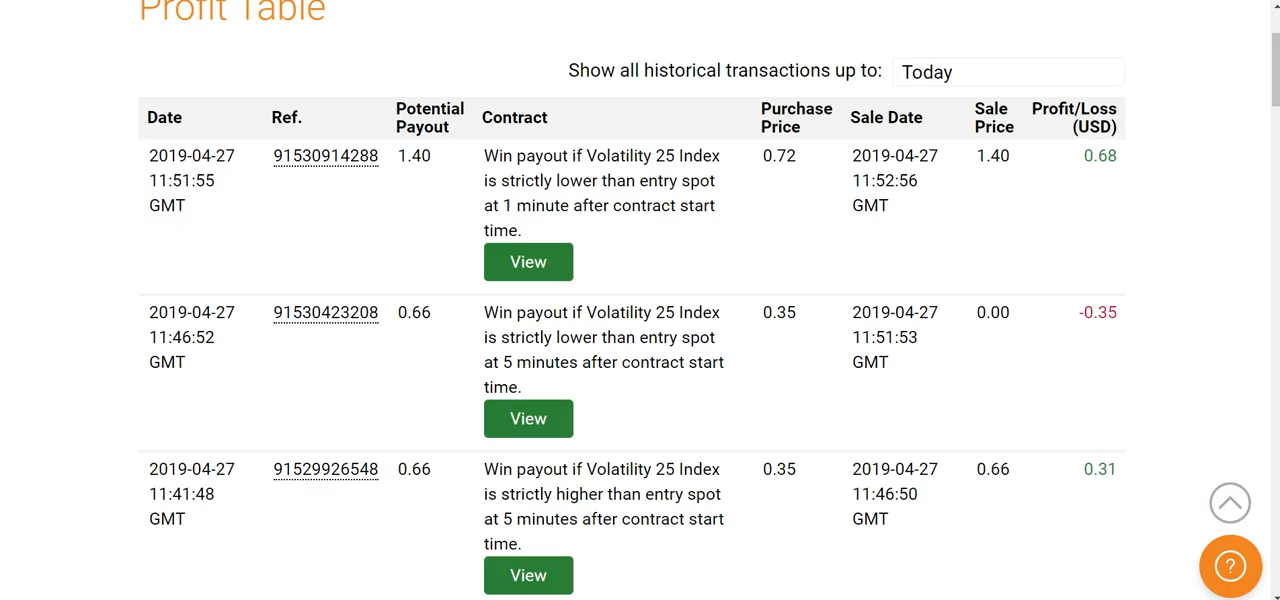 Profit Table
Show all historical transactions up to: Today
Date Ref. Potential Payout Contract Purchase Price Sale Date Sale Price Profit/Loss (USD)
2019-04-27 91530914288 1.40 Win payout if Volatility 25 Index 0.72 2019-04-27 1.40 0.68
11:51:55 is strictly lower than entry spot 11:52:56
GMT at 1 minute after contract start GMT
time.
View
2019-04-27 91530423208 0.66 Win payout if Volatility 25 Index 0.35 2019-04-27 0.00 -0.35
11:46:52 is strictly lower than entry spot 11:51:53
GMT at 5 minutes after contract start GMT
time.
View
2019-04-27 91529926548 0.66 Win payout if Volatility 25 Index 0.35 2019-04-27 0.66 0.31
11:41:48 is strictly higher than entry spot 11:46:50
GMT at 5 minutes after contract start GMT
time.
View
?